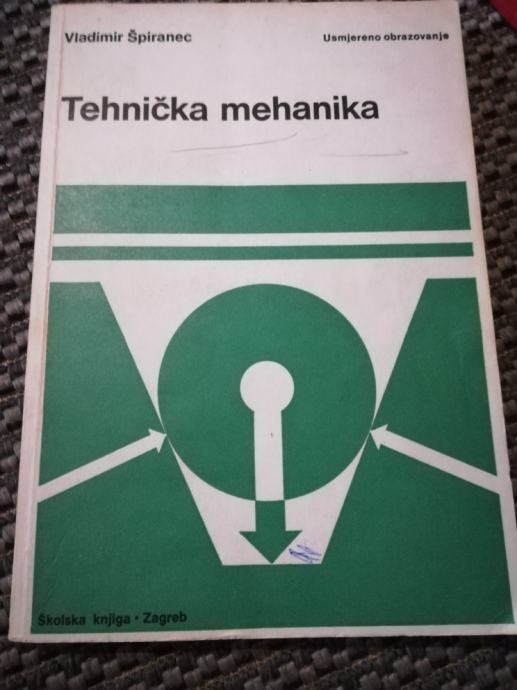 Vladimir Špiranec
Usmjereno obrazovanje
Tehnička mehanika
Školska knjiga · Zagreb